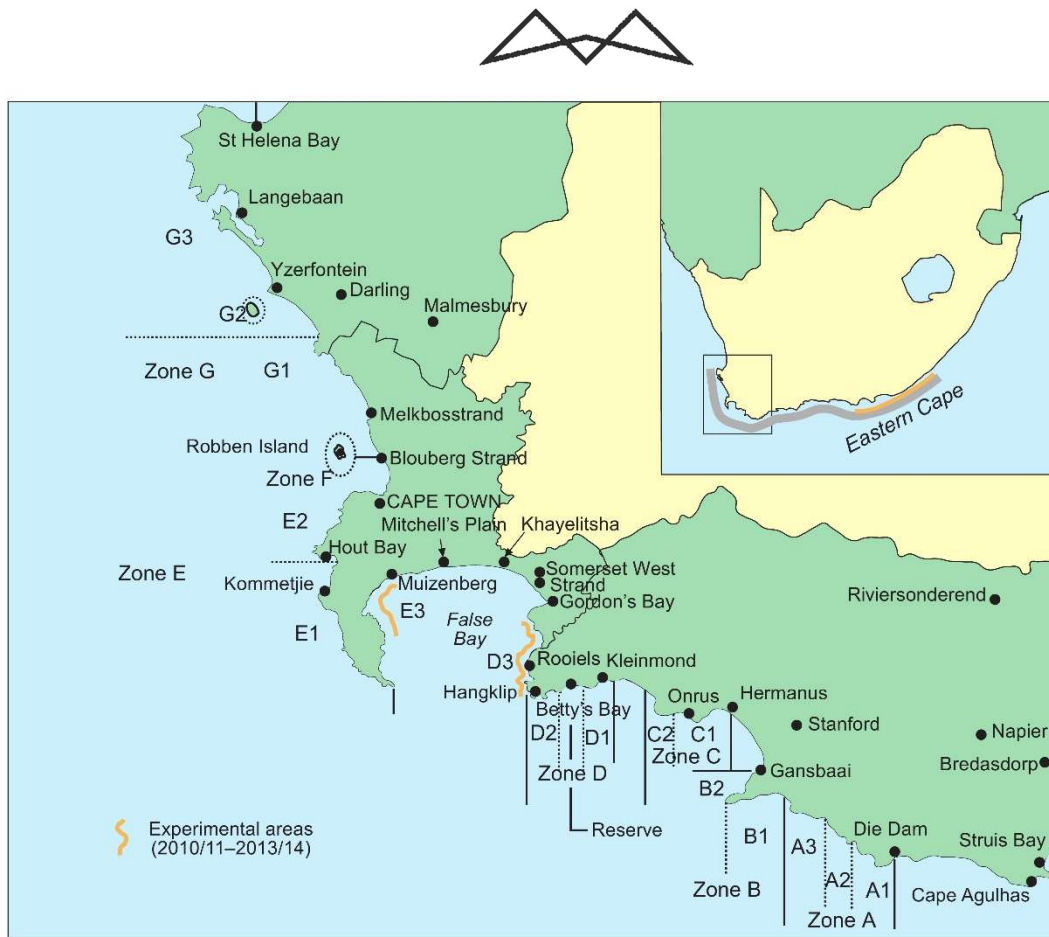 St Helena Bay
Langebaan
G3
Yzerfontein
Darling
G2
Malmesbury
Zone G
G1
Melkbosstrand
Robben Island
Blouberg Strand
Zone F
CAPE TOWN
E2
Mitchell's Plain
Khayelitsha
Hout Bay
Zone E
Somerset West
Kommetjie
Muizenberg
Strand
E3
Gordon's Bay
Riviersonderend
E1
False
Bay
D3
Rooiels
Kleinmond
Hangklip
Betty's Bay
Onrus
Hermanus
Stanford
D2
D1
C2
C1
Napier
Zone C
Zone D
Gansbaai
Bredasdorp
B2
Reserve
B1
A3
Die Dam
Struis Bay
A2
A1
Zone B
Cape Agulhas
Zone A
Experimental areas
(2010/11–2013/14)
Eastern Cape